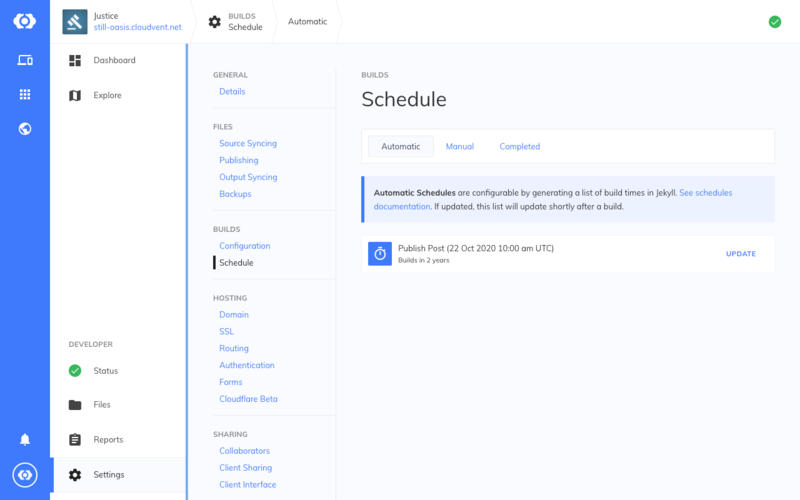 Justice
still-oasis.cloudvent.net
BUILDS
Schedule
Automatic
Dashboard
Explore
DEVELOPER
Status
Files
Reports
Settings
GENERAL
Details
FILES
Source Syncing
Publishing
Output Syncing
Backups
BUILDS
Configuration
Schedule
HOSTING
Domain
SSL
Routing
Authentication
Forms
Cloudflare Beta
SHARING
Collaborators
Client Sharing
Client Interface
BUILDS
Schedule
Automatic Manual Completed
Automatic Schedules are configurable by generating a list of build times in Jekyll. See schedules
documentation. If updated, this list will update shortly after a build.
Publish Post (22 Oct 2020 10:00 am UTC)
Builds in 2 years
UPDATE